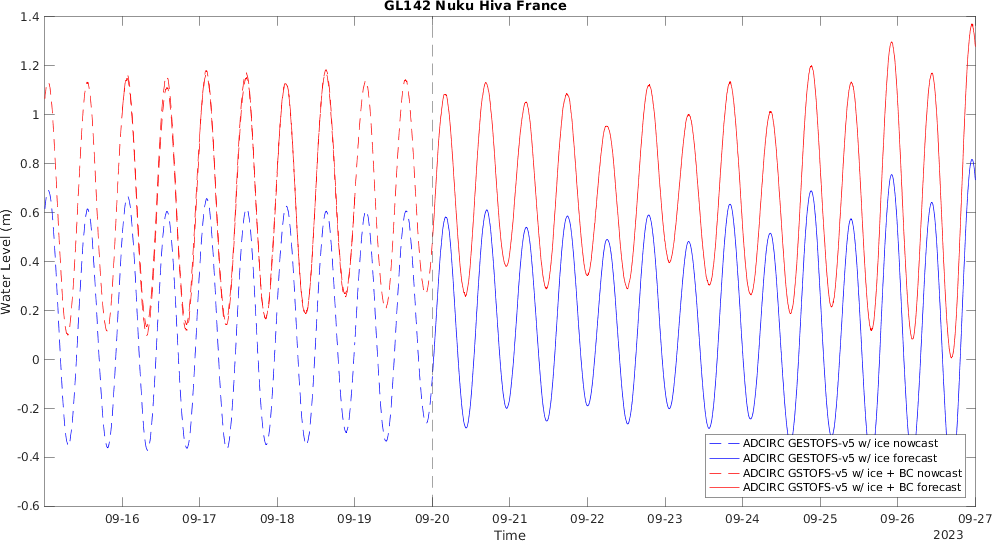 GL142 Nuku Hiva France
1.4
1.2
1
0.8
0.6
0.4
0.2
0
-0.2
-0.4
-0.6
Water Level (m)
ADCIRC GESTOFS-v5 w/ ice nowcast
ADCIRC GESTOFS-v5 w/ ice forecast
ADCIRC GSTOFS-v5 w/ ice + BC nowcast
ADCIRC GSTOFS-v5 w/ ice + BC forecast
09-16 09-17 09-18 09-19 09-20 09-21 09-22 09-23 09-24 09-25 09-26 09-27
Time
2023